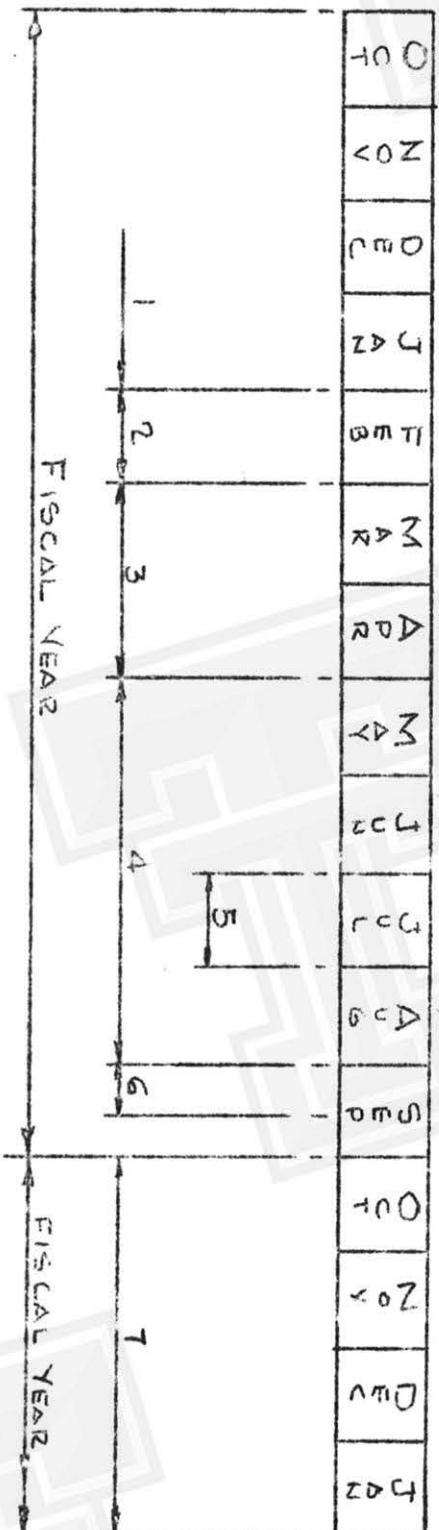 OCT NOV DEC JAN FEB MAR APR MAY JUN JUL AUG SEP OCT NOV DEC JAN
5
1 2 3 4 6 7
FISCAL YEAR FISCAL YEAR